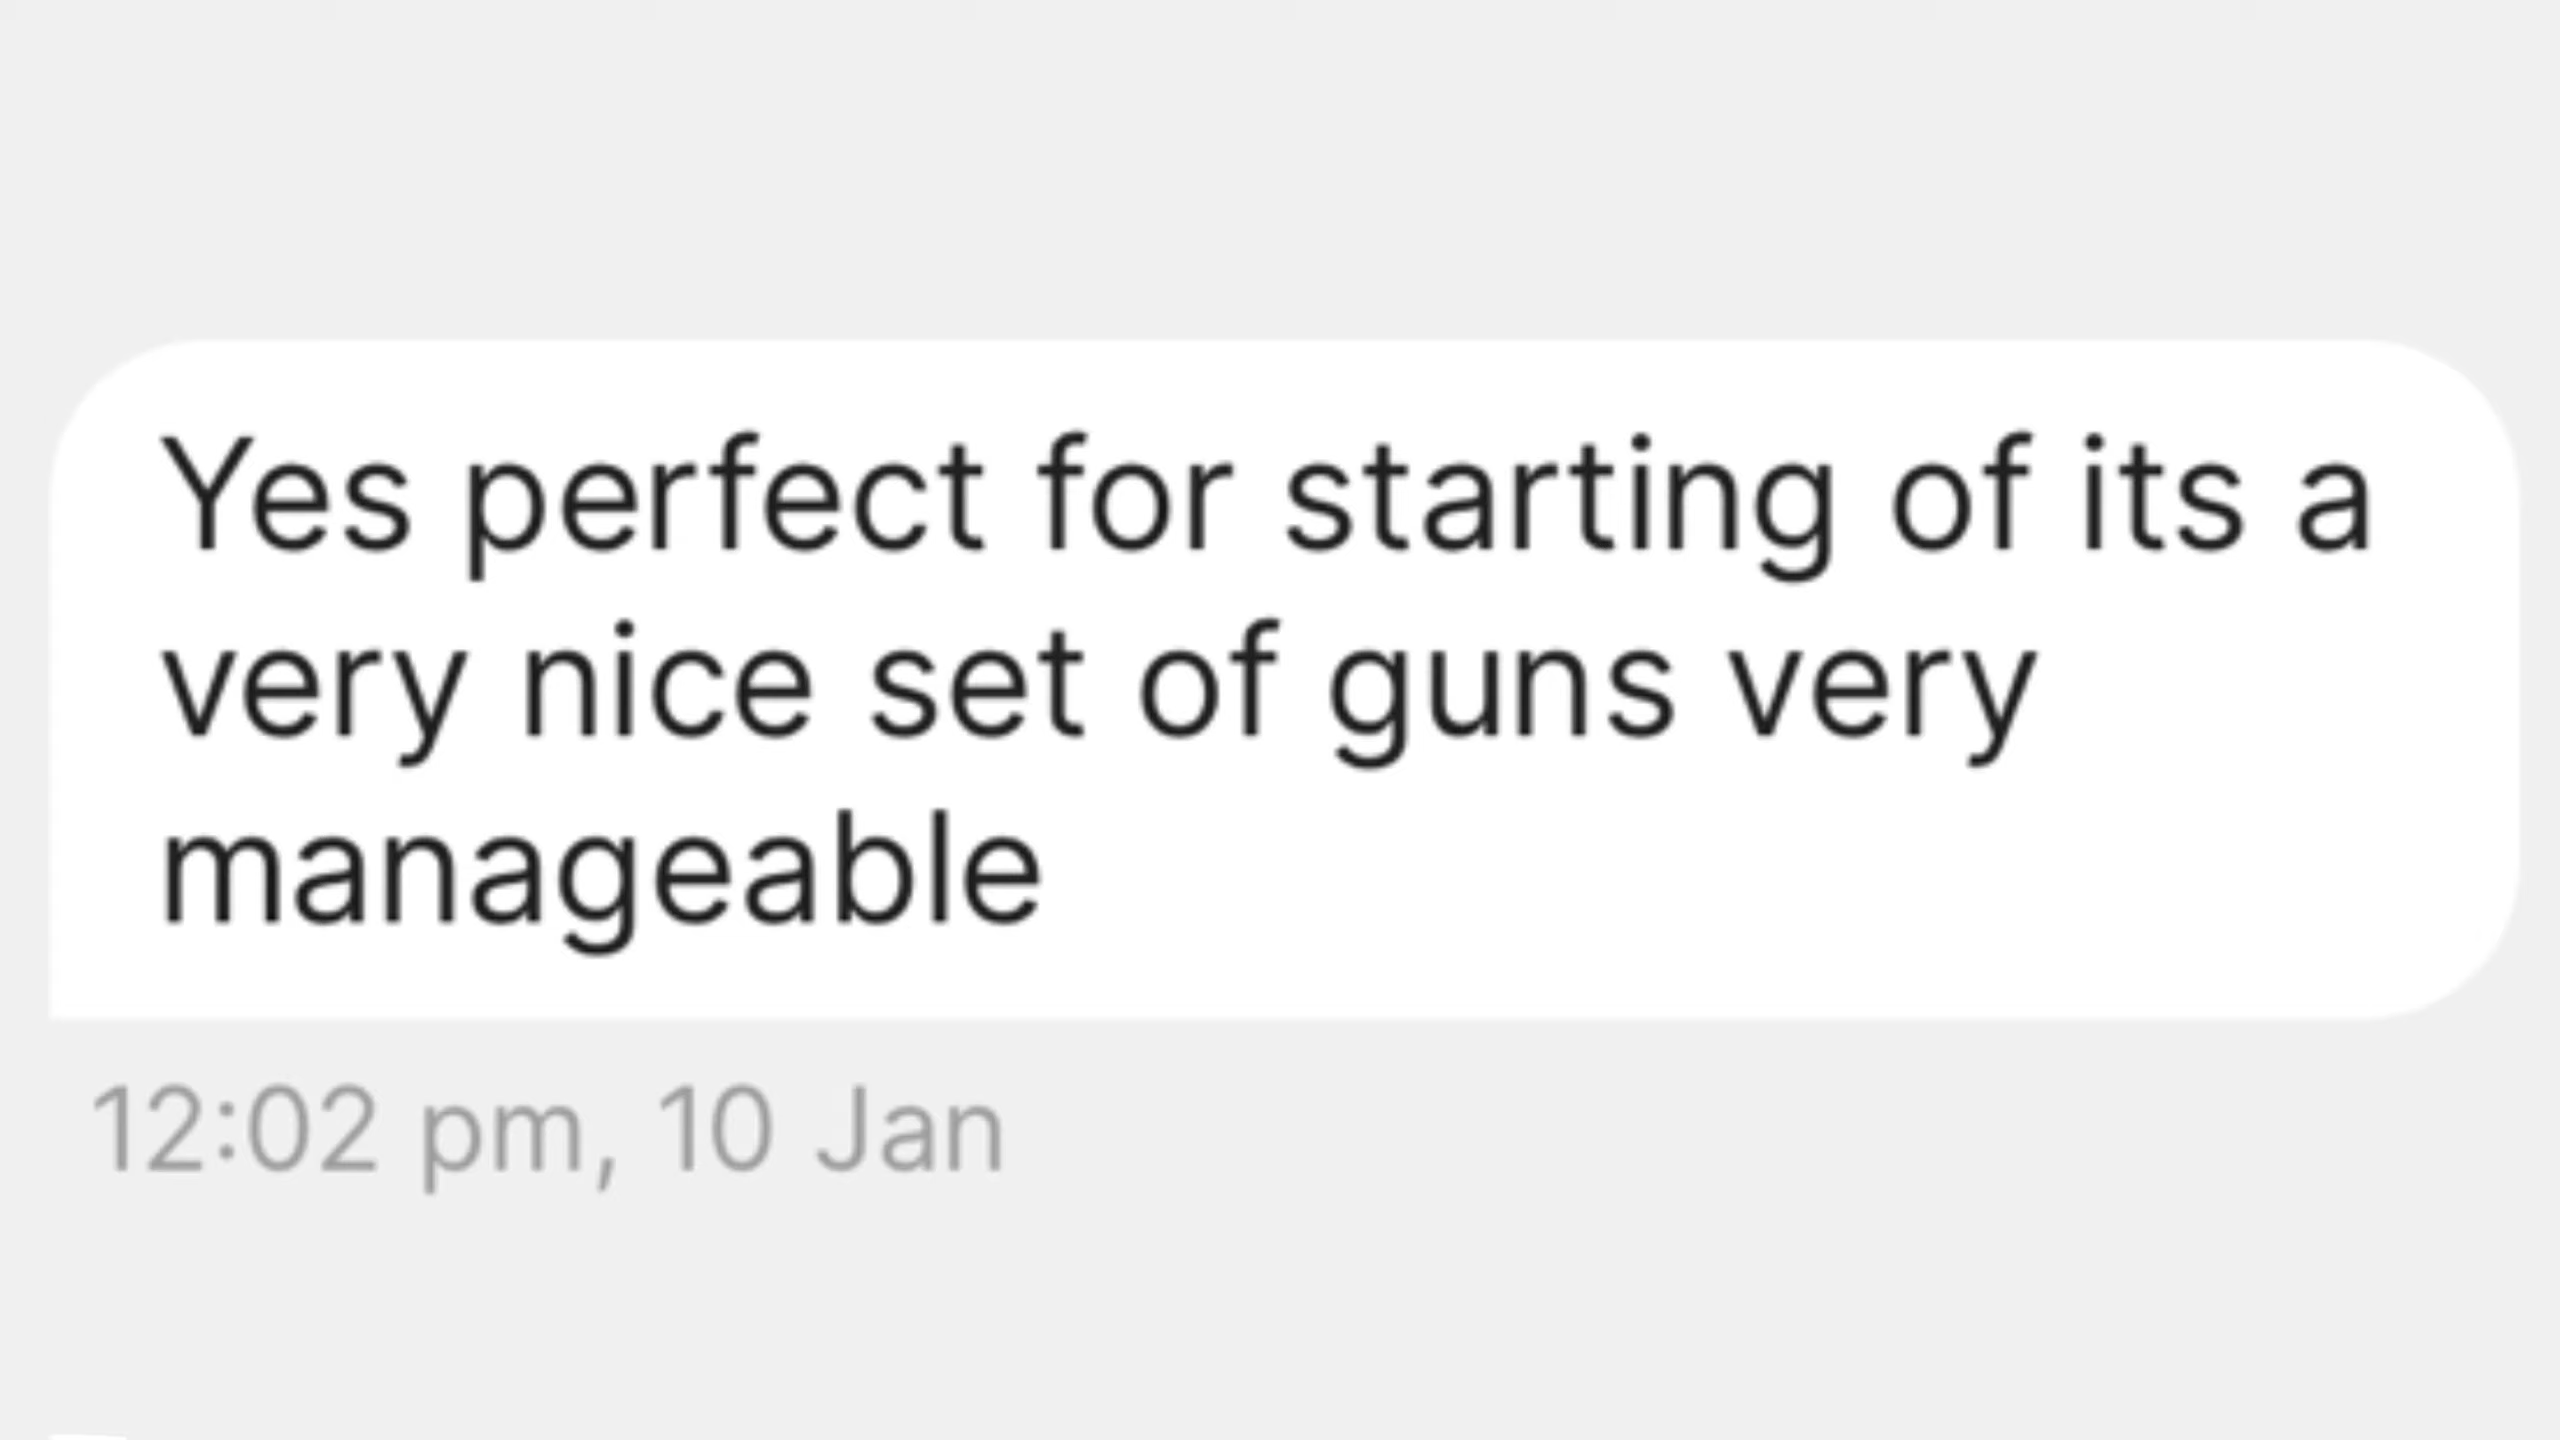 Yes perfect for starting of its a
very nice set of guns very
manageable
12:02 pm, 10 Jan